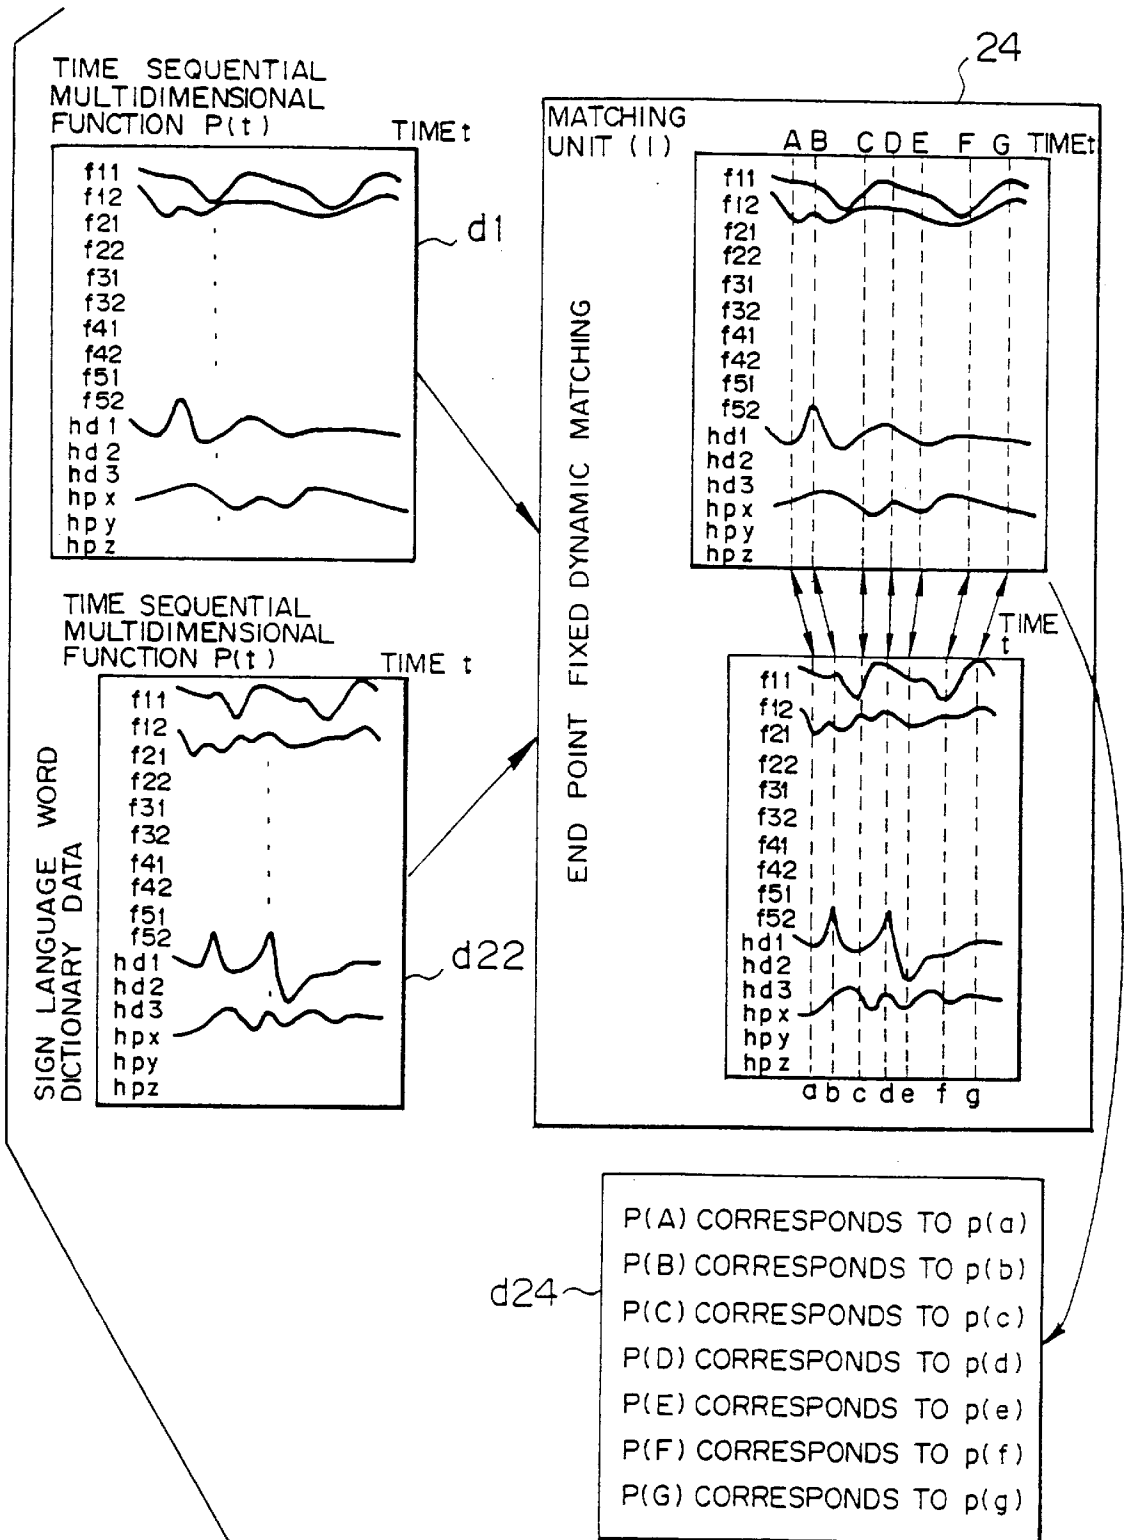 TIME SEQUENTIAL
MULTIDIMENSIONAL
FUNCTION P(t)
TIME t
f11
f12
f21
f22
f31
f32
f41
f42
f51
f52
hd1
hd2
hd3
hpx
hpy
hpz
d1
TIME SEQUENTIAL
MULTIDIMENSIONAL
FUNCTION P(t)
TIME t
SIGN LANGUAGE WORD
DICTIONARY DATA
f11
f12
f21
f22
f31
f32
f41
f42
f51
f52
hd1
hd2
hd3
hpx
hpy
hpz
d22
24
MATCHING
UNIT (1)
END POINT FIXED DYNAMIC MATCHING
A B C D E F G TIME t
f11
f12
f21
f22
f31
f32
f41
f42
f51
f52
hd1
hd2
hd3
hpx
hpy
hpz
TIME
t
f11
f12
f21
f22
f31
f32
f41
f42
f51
f52
hd1
hd2
hd3
hpx
hpy
hpz
a b c d e f g
d24
P(A) CORRESPONDS TO p(a)
P(B) CORRESPONDS TO p(b)
P(C) CORRESPONDS TO p(c)
P(D) CORRESPONDS TO p(d)
P(E) CORRESPONDS TO p(e)
P(F) CORRESPONDS TO p(f)
P(G) CORRESPONDS TO p(g)